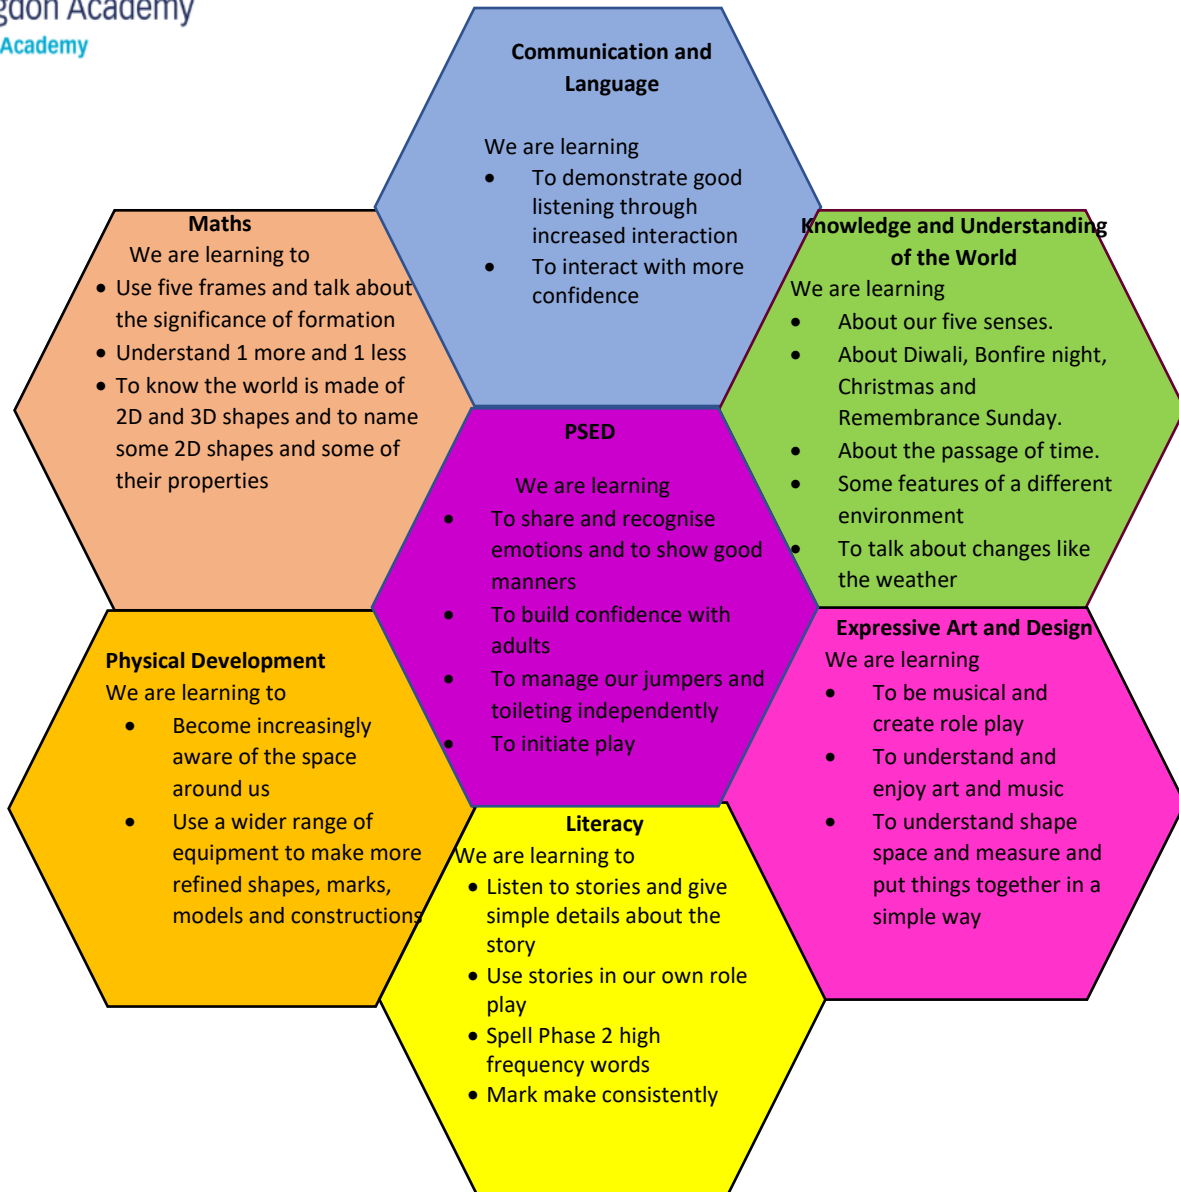 Academy
Academy
Communication and
Language
We are learning
• To demonstrate good
listening through
increased interaction
• To interact with more
confidence
Maths
We are learning to
• Use five frames and talk about
the significance of formation
• Understand 1 more and 1 less
• To know the world is made of
2D and 3D shapes and to name
some 2D shapes and some of
their properties
Knowledge and Understanding
of the World
We are learning
• About our five senses.
• About Diwali, Bonfire night,
Christmas and
Remembrance Sunday.
• About the passage of time.
• Some features of a different
environment
• To talk about changes like
the weather
PSED
We are learning
• To share and recognise
emotions and to show good
manners
• To build confidence with
adults
• To manage our jumpers and
toileting independently
• To initiate play
Physical Development
We are learning to
• Become increasingly
aware of the space
around us
• Use a wider range of
equipment to make more
refined shapes, marks,
models and constructions
Expressive Art and Design
We are learning
• To be musical and
create role play
• To understand and
enjoy art and music
• To understand shape
space and measure and
put things together in a
simple way
Literacy
We are learning to
• Listen to stories and give
simple details about the
story
• Use stories in our own role
play
• Spell Phase 2 high
frequency words
• Mark make consistently